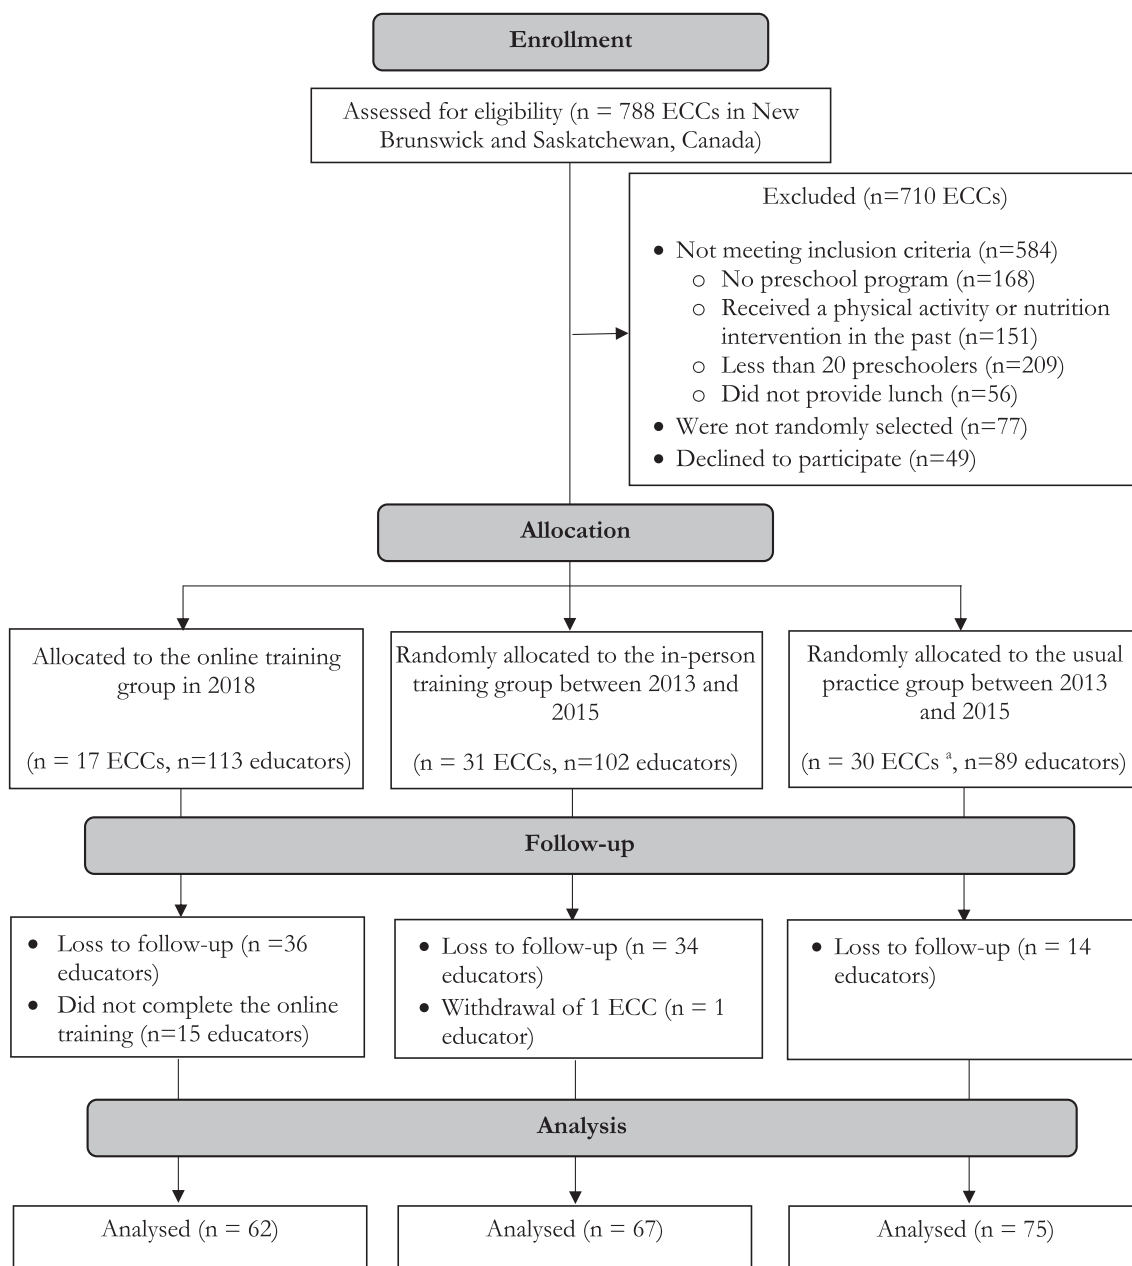 Enrollment
Assessed for eligibility (n = 788 ECCs in New
Brunswick and Saskatchewan, Canada)
Excluded (n=710 ECCs)
• Not meeting inclusion criteria (n=584)
o No preschool program (n=168)
o Received a physical activity or nutrition
intervention in the past (n=151)
o Less than 20 preschoolers (n=209)
o Did not provide lunch (n=56)
• Were not randomly selected (n=77)
• Declined to participate (n=49)
Allocation
Allocated to the online training
group in 2018
(n = 17 ECCs, n=113 educators)
Randomly allocated to the in-person
training group between 2013 and
2015
(n = 31 ECCs, n=102 educators)
Randomly allocated to the usual
practice group between 2013
and 2015
(n = 30 ECCs a, n=89 educators)
Follow-up
• Loss to follow-up (n =36
educators)
• Did not complete the online
training (n=15 educators)
• Loss to follow-up (n = 34
educators)
• Withdrawal of 1 ECC (n = 1
educator)
• Loss to follow-up (n = 14
educators)
Analysis
Analysed (n = 62)
Analysed (n = 67)
Analysed (n = 75)